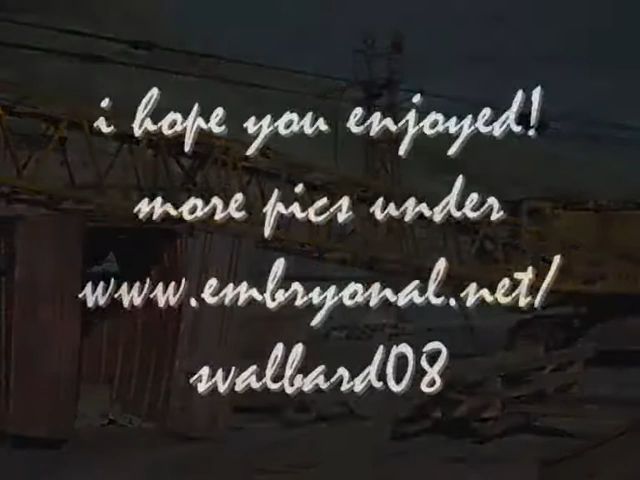 i hope you enjoyed!
more pics under
www.embryonal.net/
svalbard08